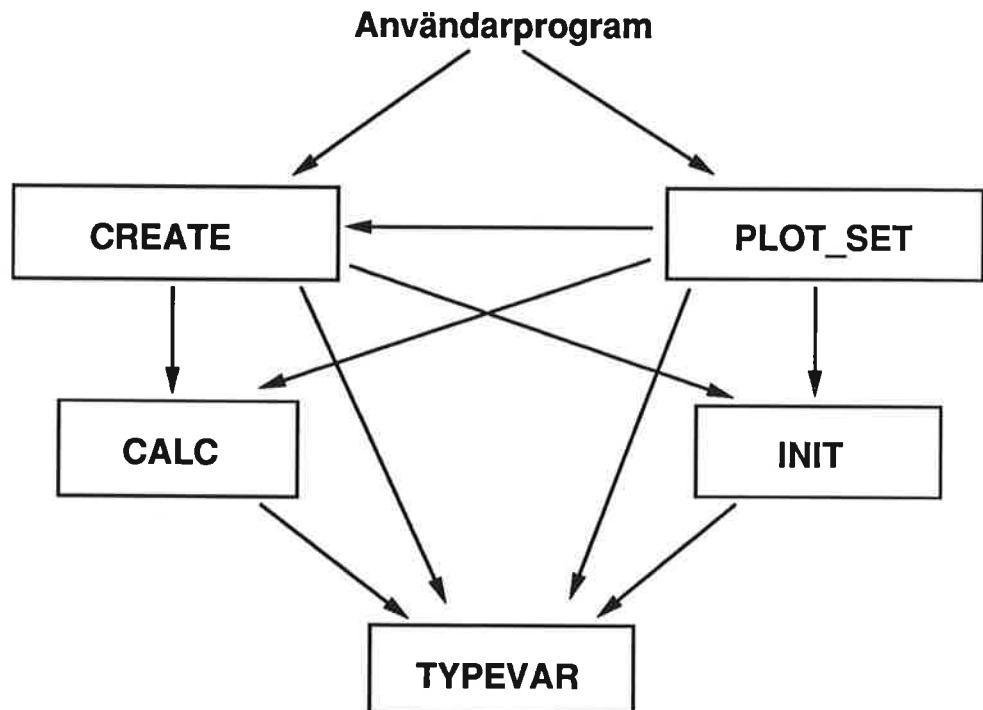 Användarprogram
CREATE
PLOT_SET
CALC
INIT
TYPEVAR